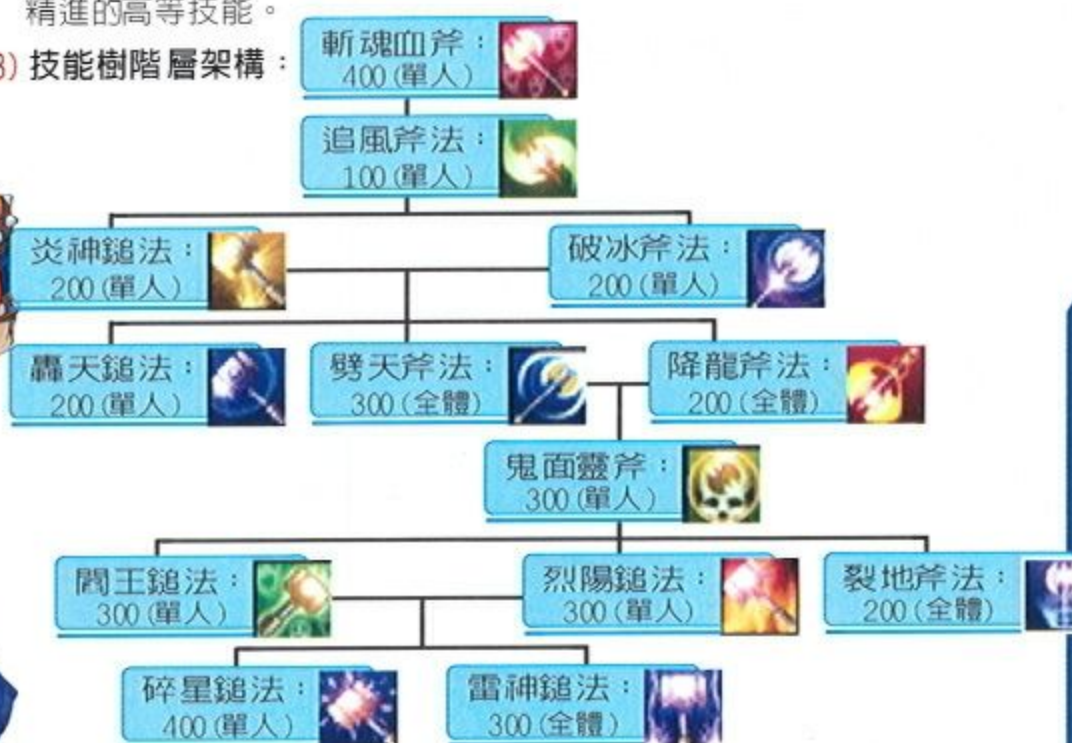 精進的高等技能。
3) 技能樹階層架構：
斬魂血斧：
400(單人)
追風斧法：
100(單人)
炎神鎚法：
200(單人)
破冰斧法：
200(單人)
轟天鎚法：
200(單人)
劈天斧法：
300(全體)
降龍斧法：
200(全體)
鬼面靈斧：
300(單人)
閻王鎚法：
300(單人)
烈陽鎚法：
300(單人)
裂地斧法：
200(全體)
碎星鎚法：
400(單人)
雷神鎚法：
300(全體)